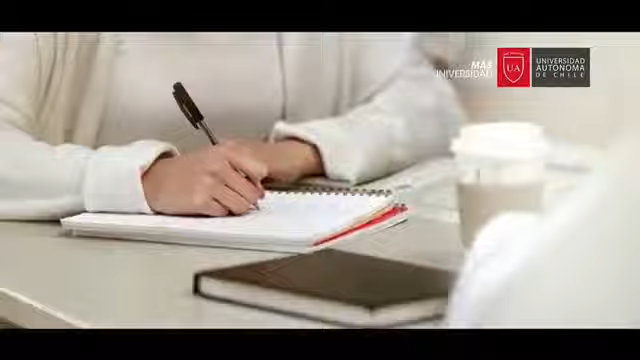 MÁS
UNIVERSIDAD
UA
UNIVERSIDAD
AUTÓNOMA
DE CHILE